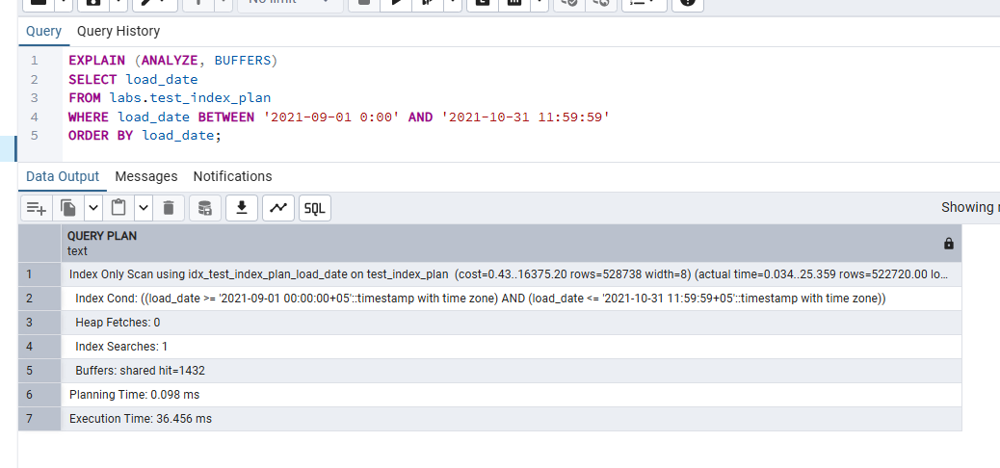 No limit
Query Query History
1 EXPLAIN (ANALYZE, BUFFERS)
2 SELECT load_date
3 FROM labs.test_index_plan
4 WHERE load_date BETWEEN '2021-09-01 0:00' AND '2021-10-31 11:59:59'
5 ORDER BY load_date;
Data Output Messages Notifications
SQL
Showing
QUERY PLAN
text
1 Index Only Scan using idx_test_index_plan_load_date on test_index_plan (cost=0.43..16375.20 rows=528738 width=8) (actual time=0.034..25.359 rows=522720.00 lo...
2 Index Cond: ((load_date >= '2021-09-01 00:00:00+05'::timestamp with time zone) AND (load_date <= '2021-10-31 11:59:59+05'::timestamp with time zone))
3 Heap Fetches: 0
4 Index Searches: 1
5 Buffers: shared hit=1432
6 Planning Time: 0.098 ms
7 Execution Time: 36.456 ms